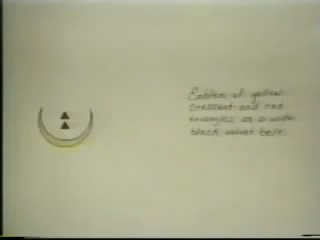 Emblem of yellow
crescent and red
triangles on a wide
black velvet belt.